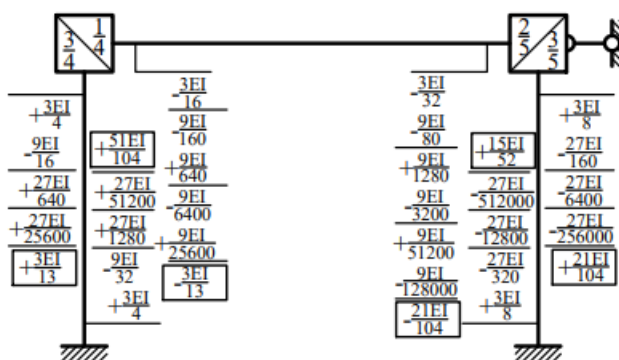 3/4
1/4
+3EI/4
-9EI/16
+27EI/640
+27EI/25600
+3EI/13
+51EI/104
+27EI/51200
+27EI/1280
-9EI/32
+3EI/4
-3EI/16
-9EI/160
+9EI/640
-9EI/6400
+9EI/25600
-3EI/13
2/5
3/5
-3EI/32
-9EI/80
+9EI/1280
-9EI/3200
+9EI/51200
-9EI/128000
-21EI/104
+15EI/52
-27EI/512000
-27EI/12800
-27EI/320
+3EI/8
+3EI/8
-27EI/160
-27EI/6400
-27EI/256000
+21EI/104